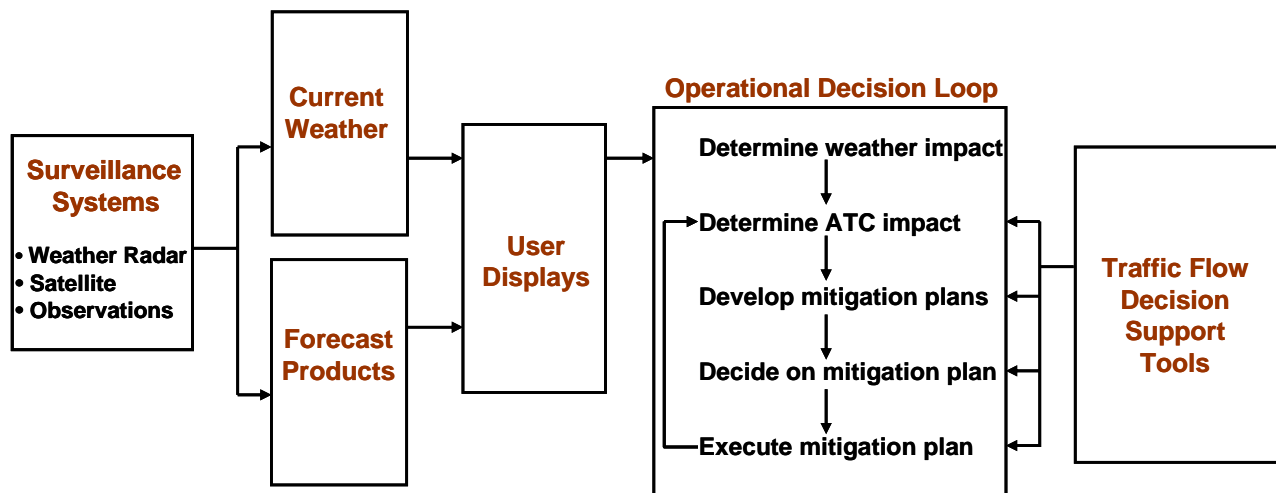 Surveillance
Systems
• Weather Radar
• Satellite
• Observations
Current
Weather
Forecast
Products
User
Displays
Operational Decision Loop
Determine weather impact
Determine ATC impact
Develop mitigation plans
Decide on mitigation plan
Execute mitigation plan
Traffic Flow
Decision
Support
Tools